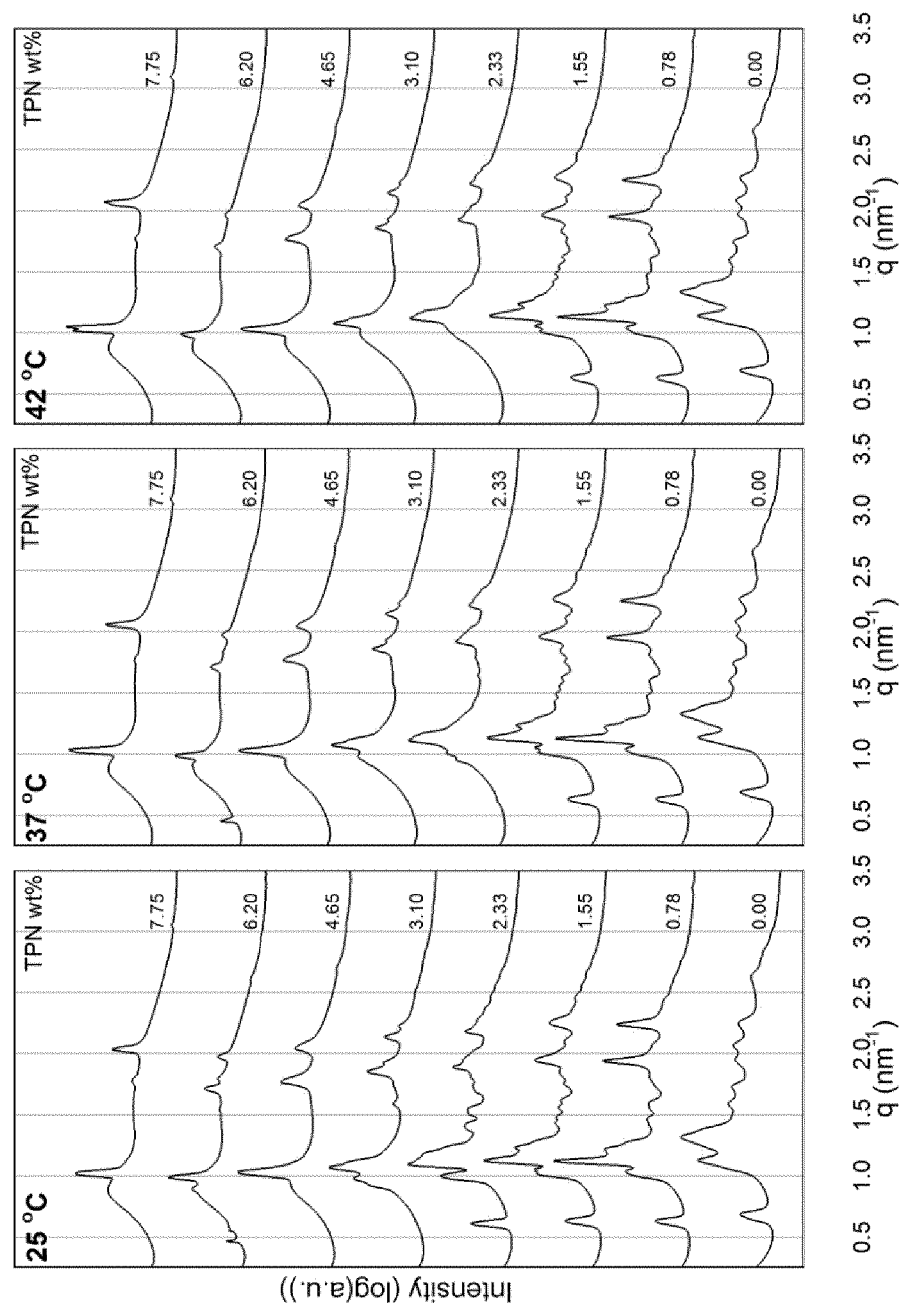 Intensity (log(a.u.))
25 °C
TPN wt%
7.75
6.20
4.65
3.10
2.33
1.55
0.78
0.00
0.5 1.0 1.5 2.0 2.5 3.0 3.5
q (nm-1)
37 °C
TPN wt%
7.75
6.20
4.65
3.10
2.33
1.55
0.78
0.00
0.5 1.0 1.5 2.0 2.5 3.0 3.5
q (nm-1)
42 °C
TPN wt%
7.75
6.20
4.65
3.10
2.33
1.55
0.78
0.00
0.5 1.0 1.5 2.0 2.5 3.0 3.5
q (nm-1)